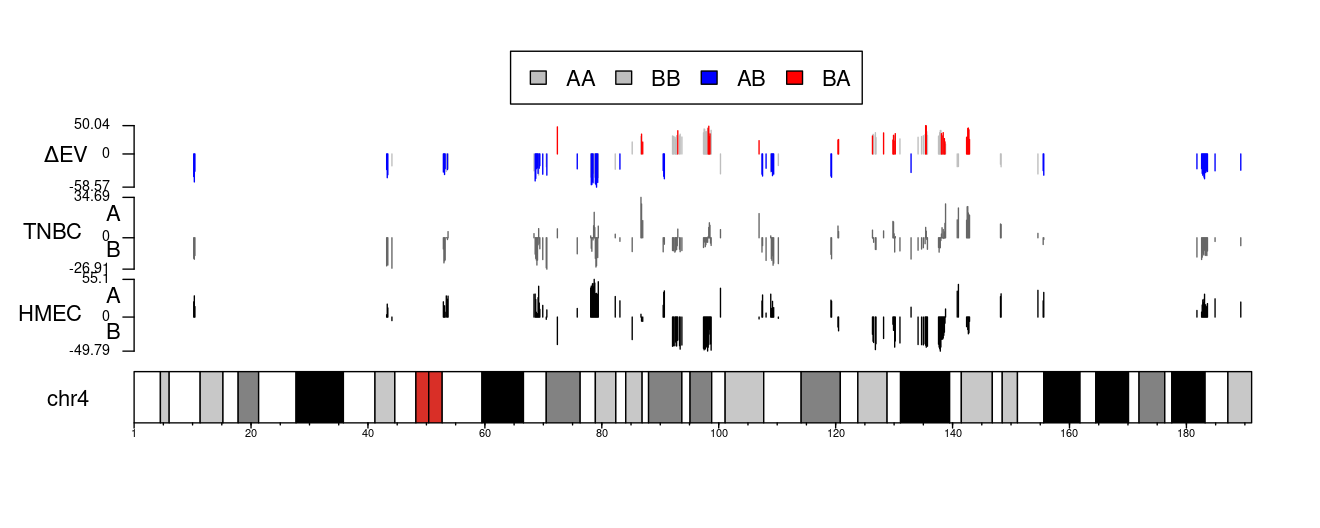 AA BB AB BA
50.04
ΔEV 0
-58.57
34.69
A
TNBC 0
B
-26.91
55.1
A
HMEC 0
B
-49.79
chr4
1 20 40 60 80 100 120 140 160 180